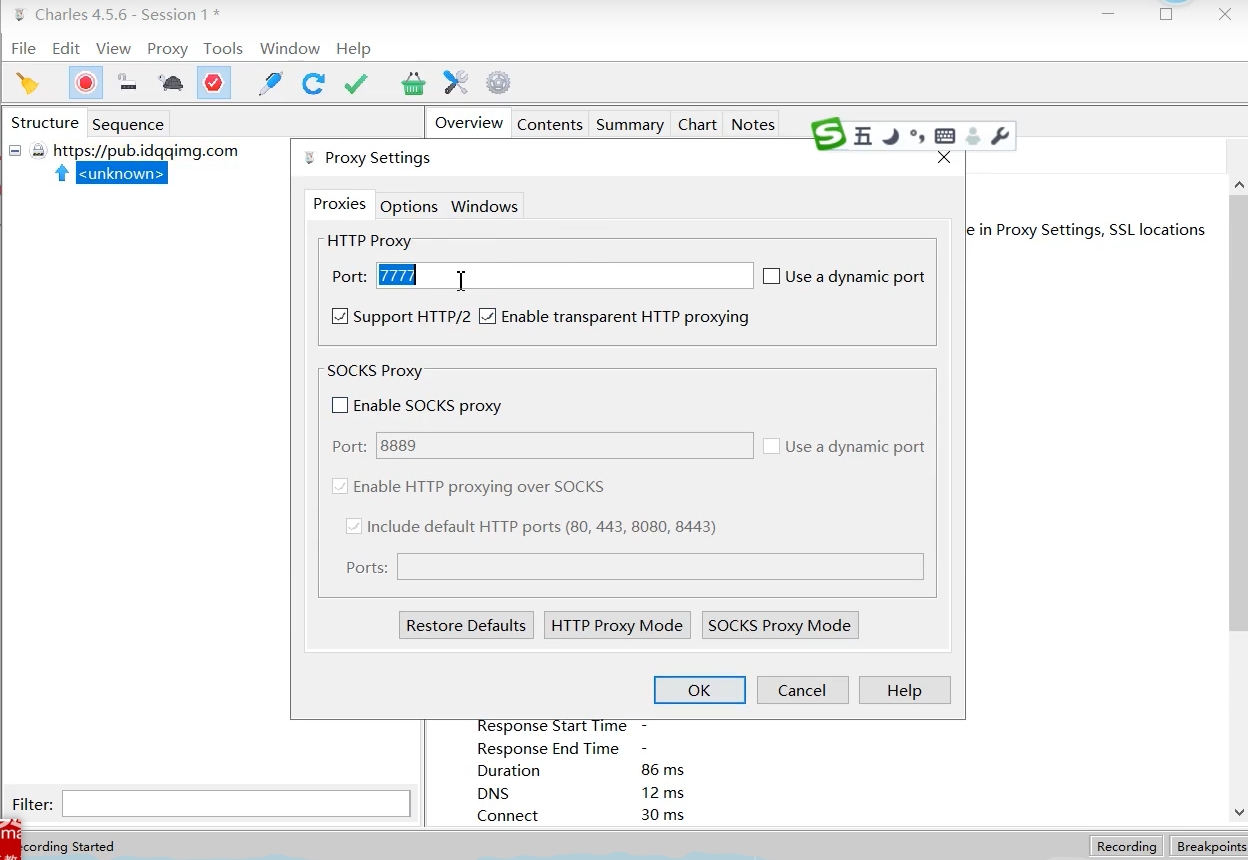 Charles 4.5.6 - Session 1 *
File Edit View Proxy Tools Window Help
Structure Sequence
Overview Contents Summary Chart Notes
五
https://pub.idqqimg.com
<unknown>
Proxy Settings
e in Proxy Settings, SSL locations
Proxies Options Windows
HTTP Proxy
Port: 7777 Use a dynamic port
Support HTTP/2 Enable transparent HTTP proxying
SOCKS Proxy
Enable SOCKS proxy
Port: 8889 Use a dynamic port
Enable HTTP proxying over SOCKS
Include default HTTP ports (80, 443, 8080, 8443)
Ports:
Restore Defaults HTTP Proxy Mode SOCKS Proxy Mode
OK Cancel Help
Response Start Time -
Response End Time -
Duration 86 ms
DNS 12 ms
Connect 30 ms
Filter:
ma
cording Started
Recording Breakpoints